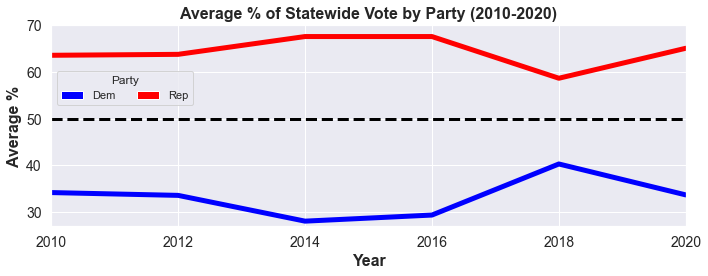 Average % of Statewide Vote by Party (2010-2020)
70
60
50
40
30
Average %
Party
Dem Rep
2010 2012 2014 2016 2018 2020
Year